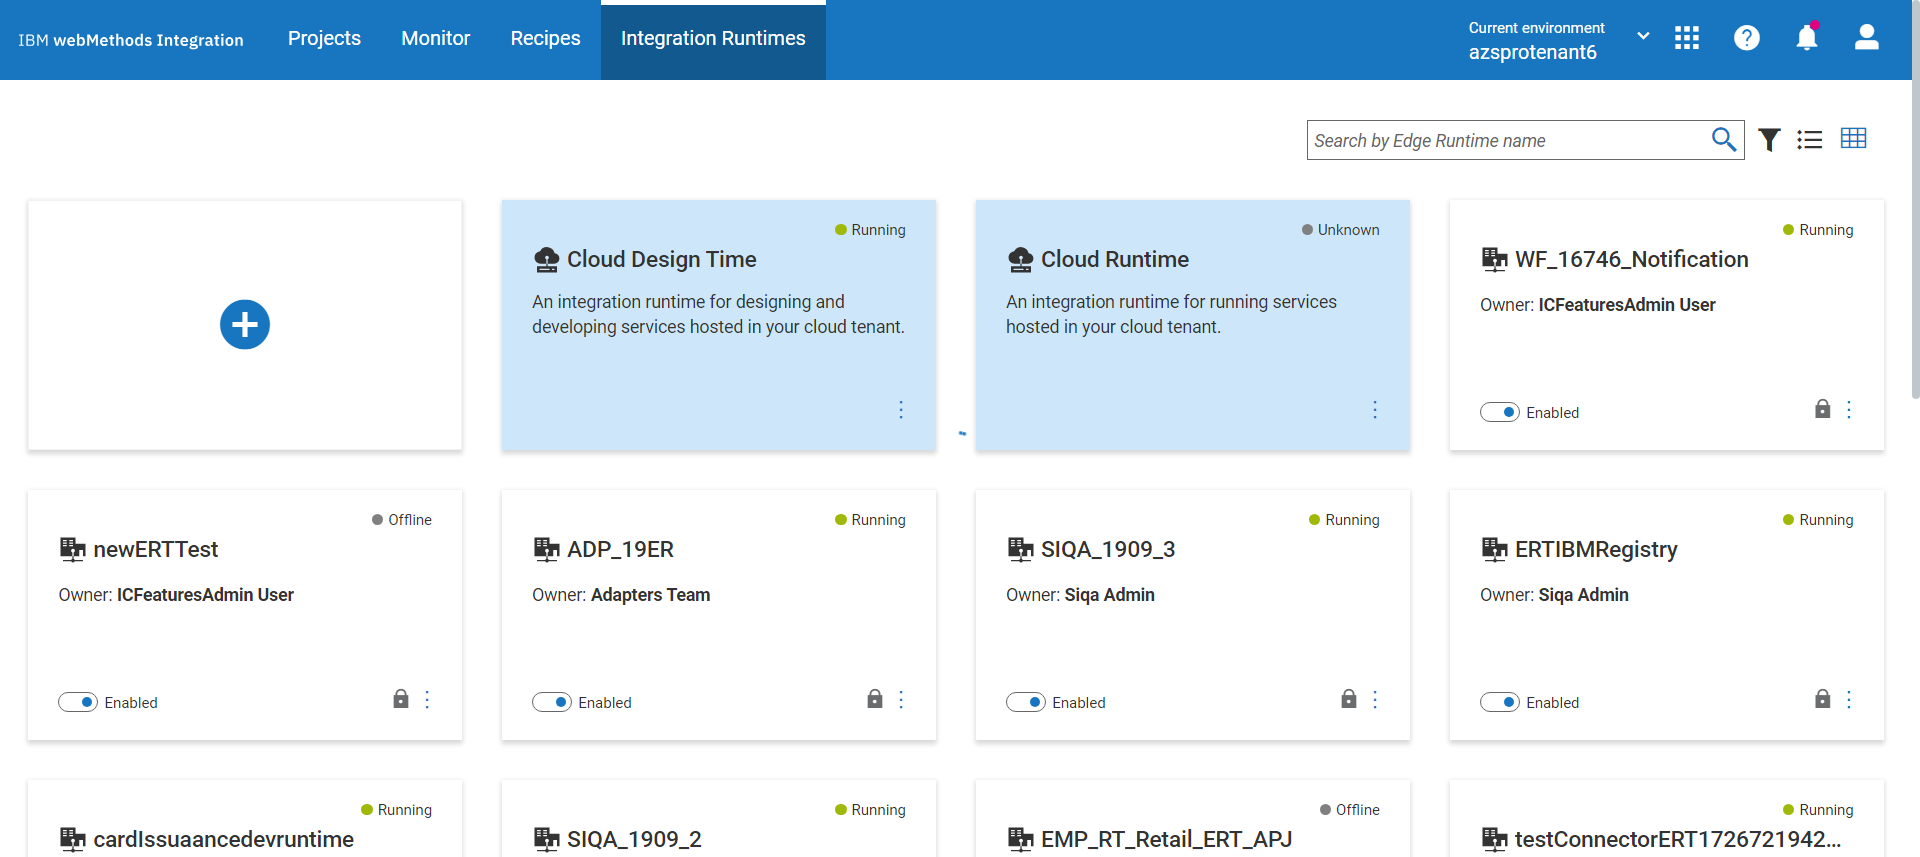 IBM webMethods Integration
Projects
Monitor
Recipes
Integration Runtimes
Current environment
azsprotenant6
Search by Edge Runtime name
Running
Cloud Design Time
An integration runtime for designing and
developing services hosted in your cloud tenant.
Unknown
Cloud Runtime
An integration runtime for running services
hosted in your cloud tenant.
Running
WF_16746_Notification
Owner: ICFeaturesAdmin User
Enabled
Offline
newERTTest
Owner: ICFeaturesAdmin User
Enabled
Running
ADP_19ER
Owner: Adapters Team
Enabled
Running
SIQA_1909_3
Owner: Siqa Admin
Enabled
Running
ERTIBMRegistry
Owner: Siqa Admin
Enabled
Running
cardIssuaancedevruntime
Running
SIQA_1909_2
Offline
EMP_RT_Retail_ERT_APJ
Running
testConnectorERT1726721942...